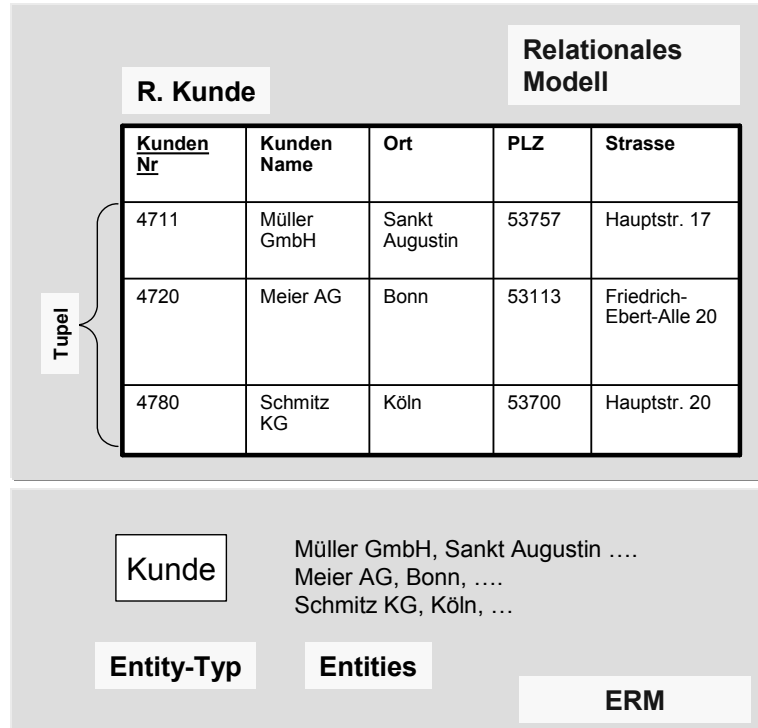 Relationales
Modell
R. Kunde
Kunden
Nr
Kunden
Name
Ort
PLZ
Strasse
4711
Müller
GmbH
Sankt
Augustin
53757
Hauptstr. 17
4720
Meier AG
Bonn
53113
Friedrich-
Ebert-Alle 20
4780
Schmitz
KG
Köln
53700
Hauptstr. 20
Tupel
Kunde
Müller GmbH, Sankt Augustin ….
Meier AG, Bonn, ….
Schmitz KG, Köln, …
Entity-Typ
Entities
ERM